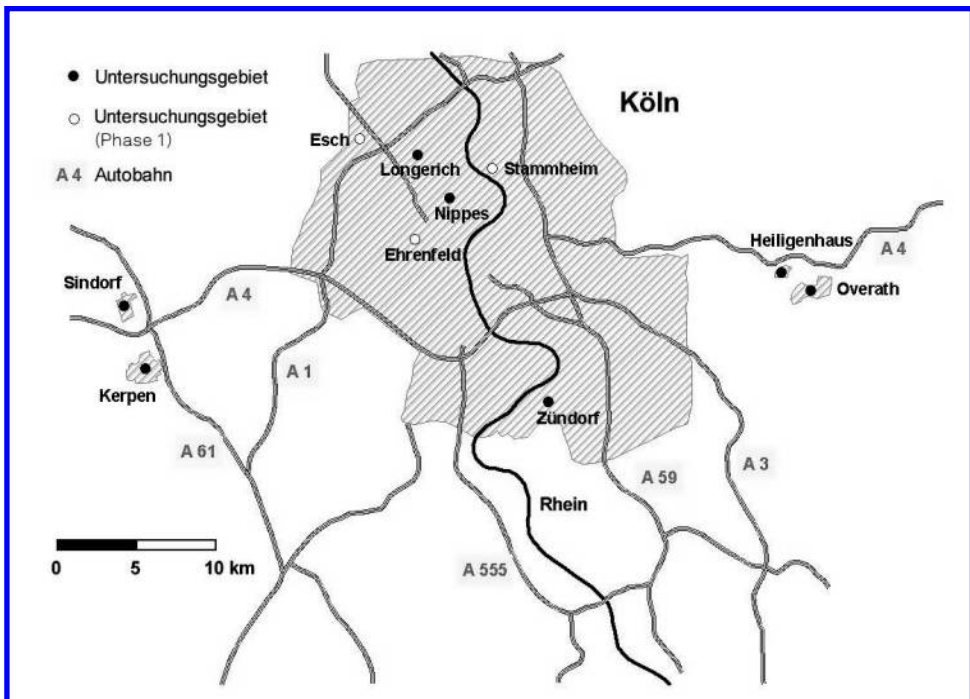 Untersuchungsgebiet
Untersuchungsgebiet
(Phase 1)
A 4 Autobahn
Köln
Esch
Longerich
Stammheim
Nippes
Ehrenfeld
Heiligenhaus
A 4
Overath
Sindorf
A 4
Kerpen
A 1
Zündorf
A 61
A 59
A 3
Rhein
A 555
0 5 10 km